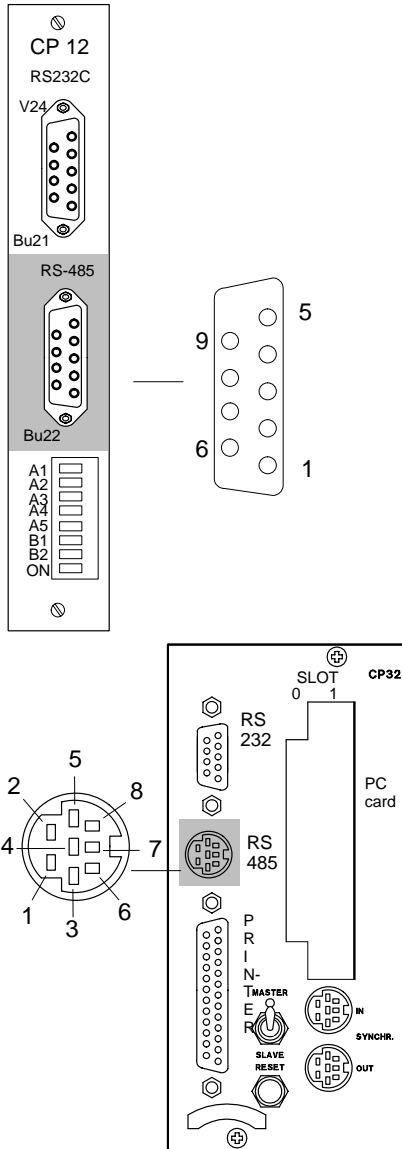 CP 12
RS232C
V24
Bu21
RS-485
Bu22
5
9
6
1
A1
A2
A3
A4
A5
B1
B2
ON
CP32
SLOT
0 1
RS
232
PC
card
5
2
8
4
7
1
6
3
RS
485
PRIN-TER
MASTER
IN
SYNCHR.
SLAVE
RESET
OUT